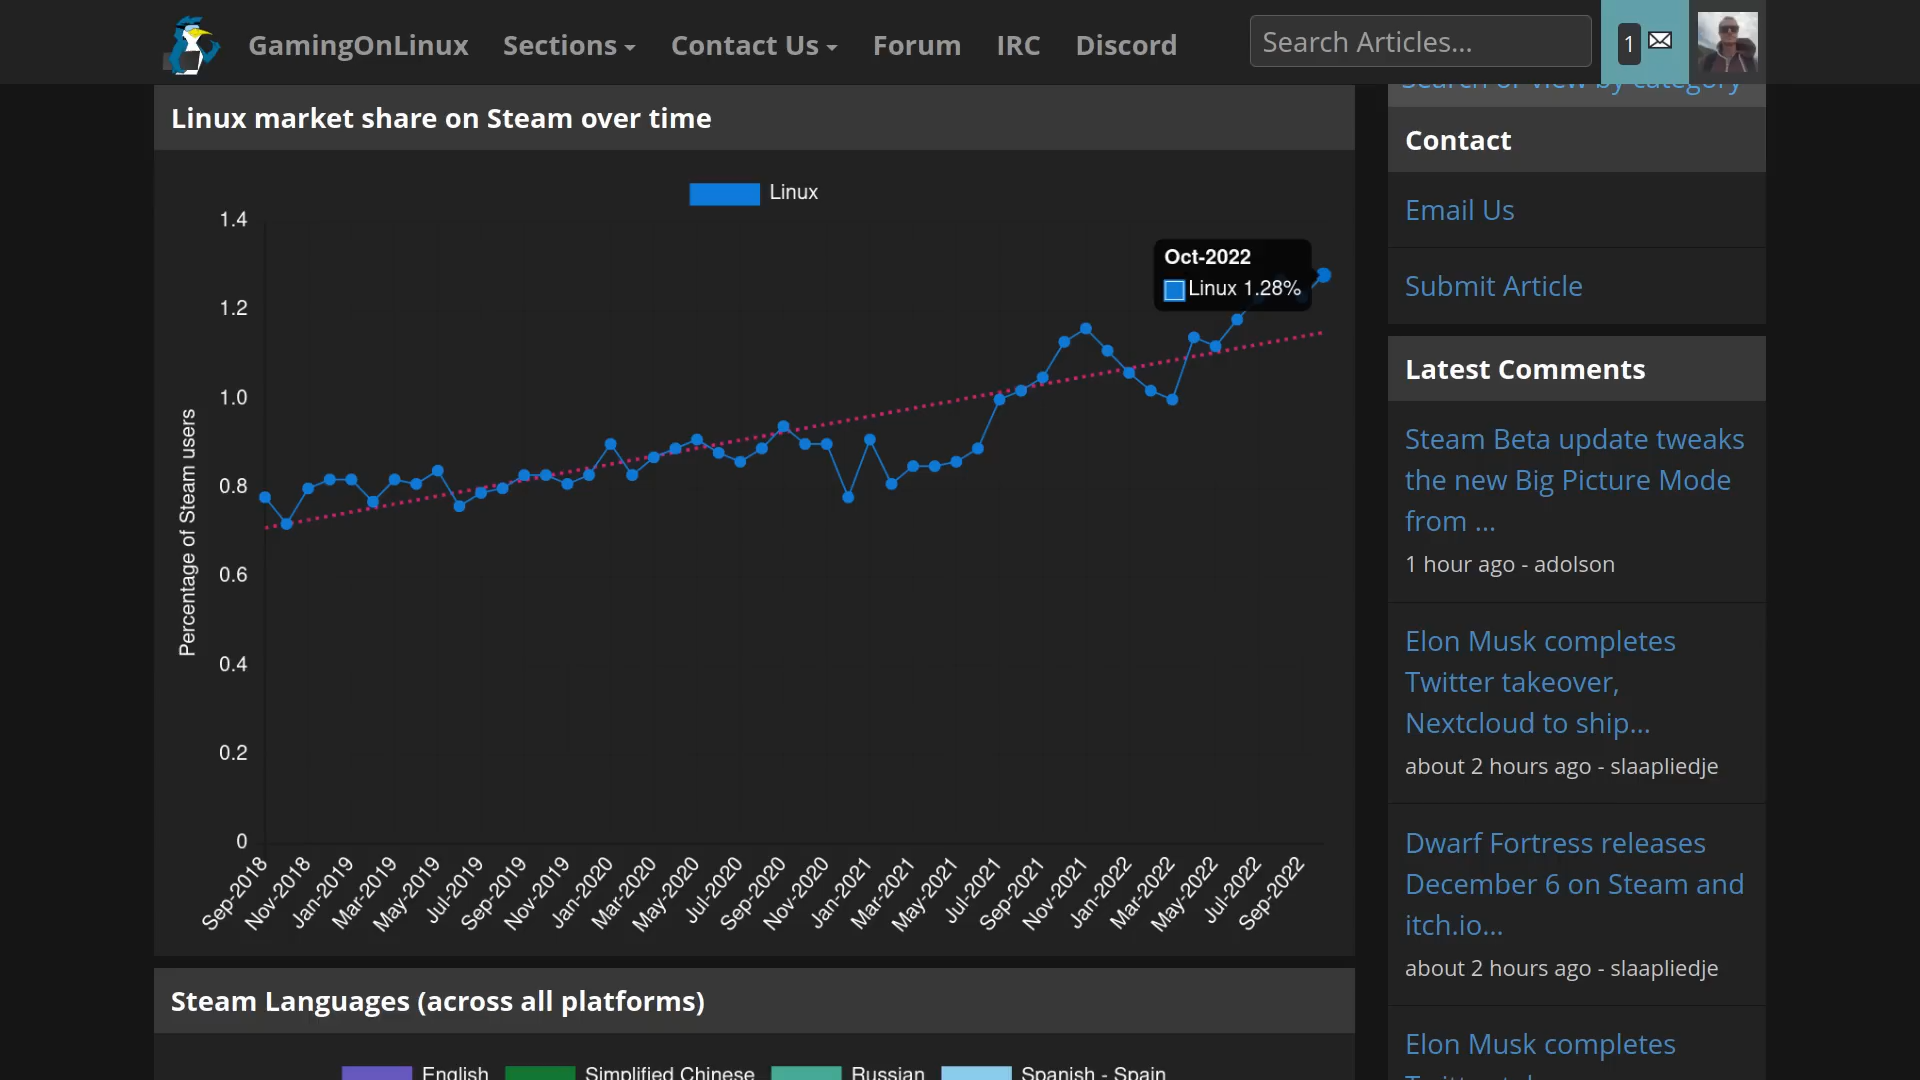 GamingOnLinux Sections Contact Us Forum IRC Discord Search Articles... 1
Linux market share on Steam over time
Linux
1.4
1.2
1.0
0.8
0.6
0.4
0.2
0
Percentage of Steam users
Oct-2022
Linux 1.28%
Sep-2018
Nov-2018
Jan-2019
Mar-2019
May-2019
Jul-2019
Sep-2019
Nov-2019
Jan-2020
Mar-2020
May-2020
Jul-2020
Sep-2020
Nov-2020
Jan-2021
Mar-2021
May-2021
Jul-2021
Sep-2021
Nov-2021
Jan-2022
Mar-2022
May-2022
Jul-2022
Sep-2022
Steam Languages (across all platforms)
English Simplified Chinese Russian Spanish - Spain
Search or view by category
Contact
Email Us
Submit Article
Latest Comments
Steam Beta update tweaks
the new Big Picture Mode
from ...
1 hour ago - adolson
Elon Musk completes
Twitter takeover,
Nextcloud to ship...
about 2 hours ago - slaapliedje
Dwarf Fortress releases
December 6 on Steam and
itch.io...
about 2 hours ago - slaapliedje
Elon Musk completes